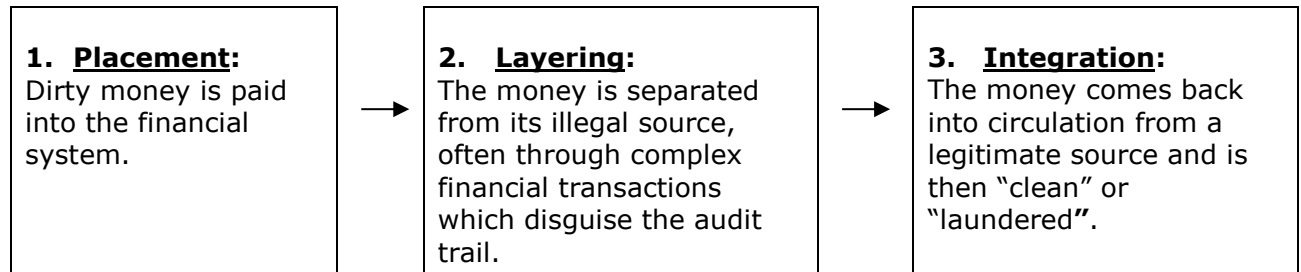 1. Placement:
Dirty money is paid
into the financial
system.
2. Layering:
The money is separated
from its illegal source,
often through complex
financial transactions
which disguise the audit
trail.
3. Integration:
The money comes back
into circulation from a
legitimate source and is
then “clean” or
“laundered”.